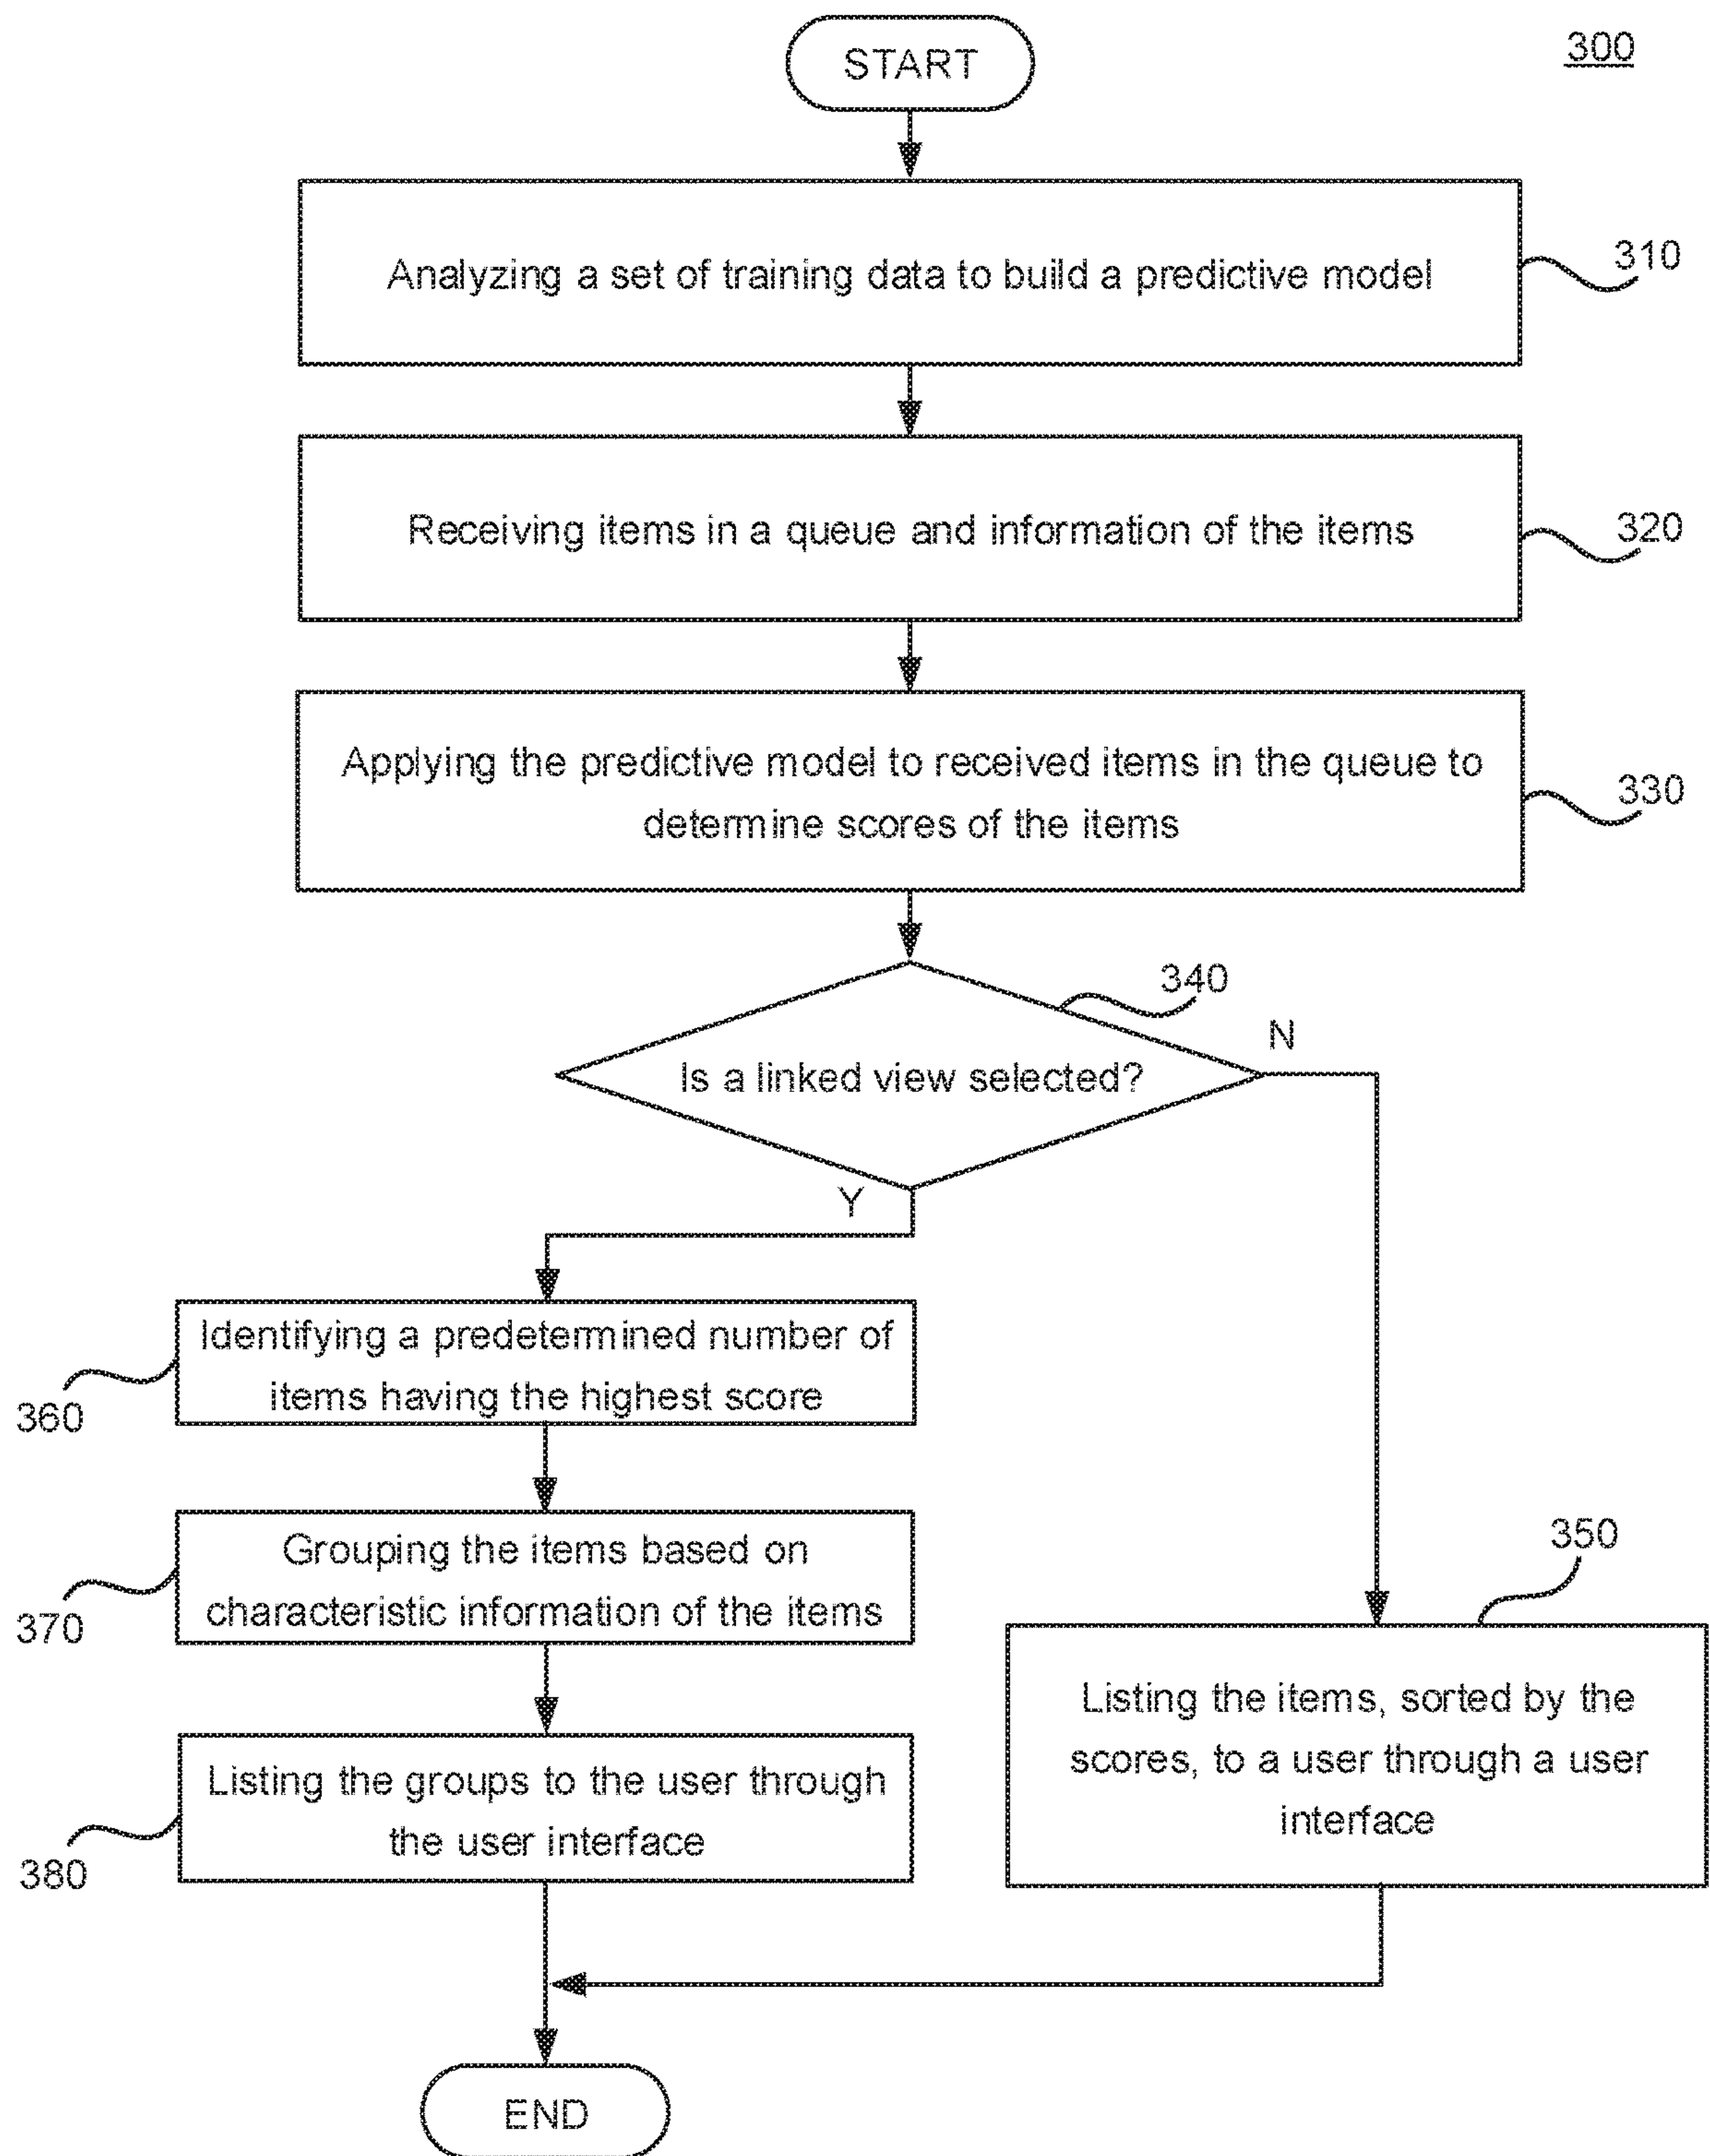 START
300
Analyzing a set of training data to build a predictive model
310
Receiving items in a queue and information of the items
320
Applying the predictive model to received items in the queue to
determine scores of the items
330
340
Is a linked view selected?
N
Y
Identifying a predetermined number of
items having the highest score
360
Grouping the items based on
characteristic information of the items
370
350
Listing the items, sorted by the
scores, to a user through a user
interface
Listing the groups to the user through
the user interface
380
END